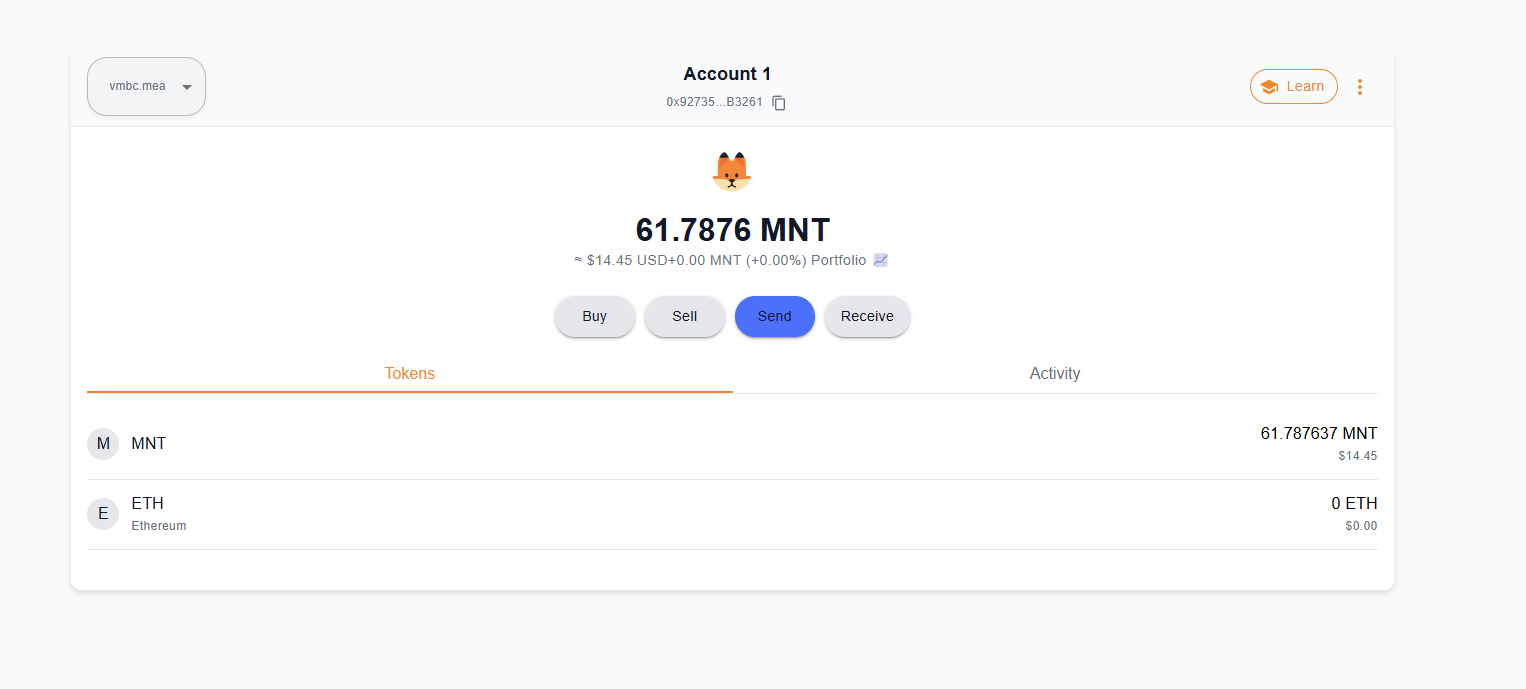 vmbc.mea
Account 1
0x92735...B3261
Learn
61.7876 MNT
≈ $14.45 USD+0.00 MNT (+0.00%) Portfolio
Buy
Sell
Send
Receive
Tokens
Activity
M
MNT
61.787637 MNT
$14.45
E
ETH
Ethereum
0 ETH
$0.00